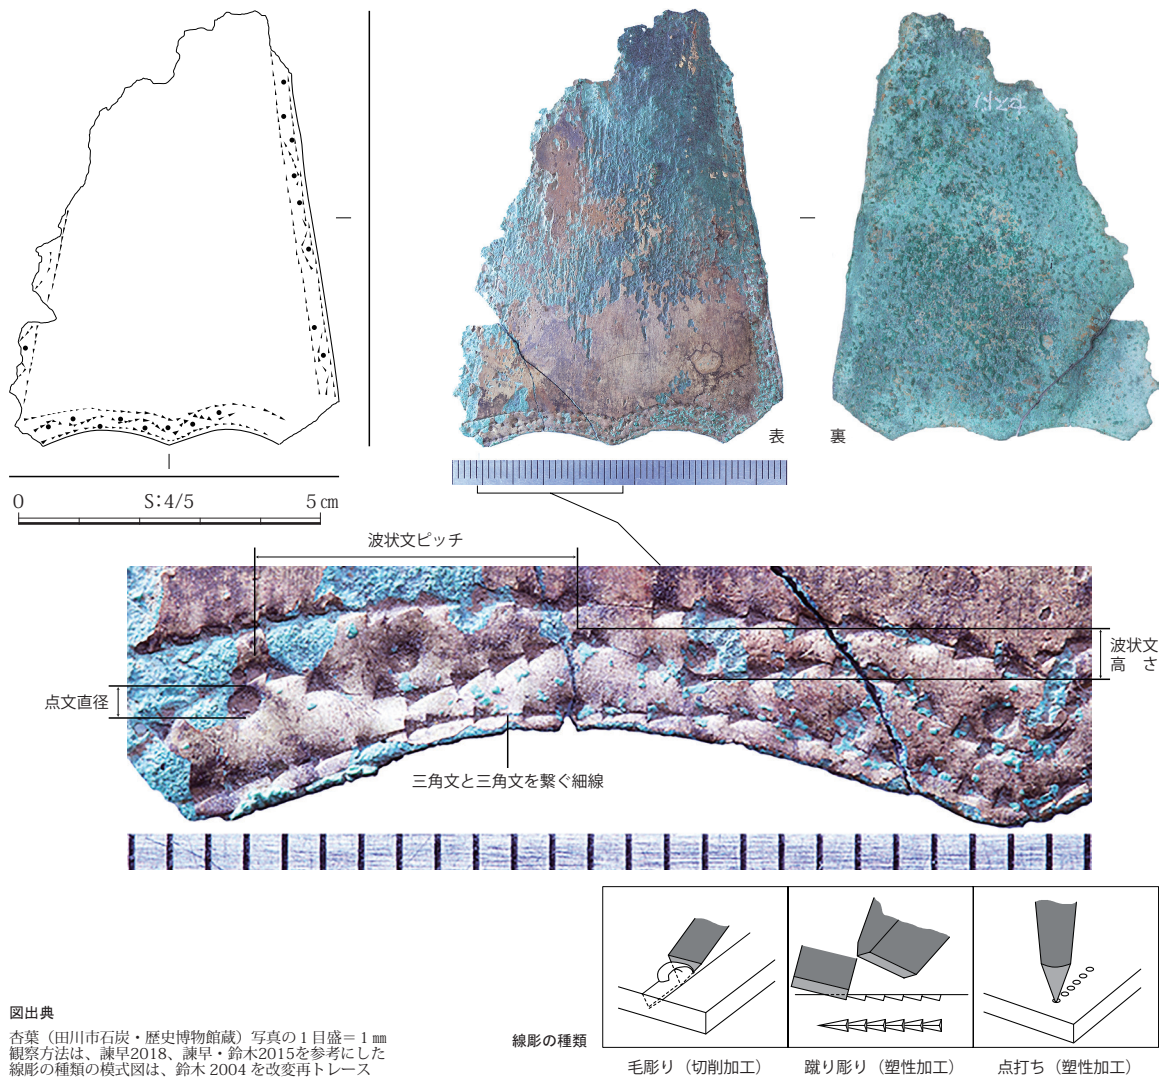 表
裏
0
S:4/5
5 cm
波状文ピッチ
波状文
高 さ
点文直径
三角文と三角文を繋ぐ細線
図出典
杏葉（田川市石炭・歴史博物館蔵）写真の1目盛＝1 ㎜
観察方法は、諫早2018、諫早・鈴木2015を参考にした
線彫の種類の模式図は、鈴木 2004 を改変再トレース
線彫の種類
毛彫り（切削加工）
蹴り彫り（塑性加工）
点打ち（塑性加工）